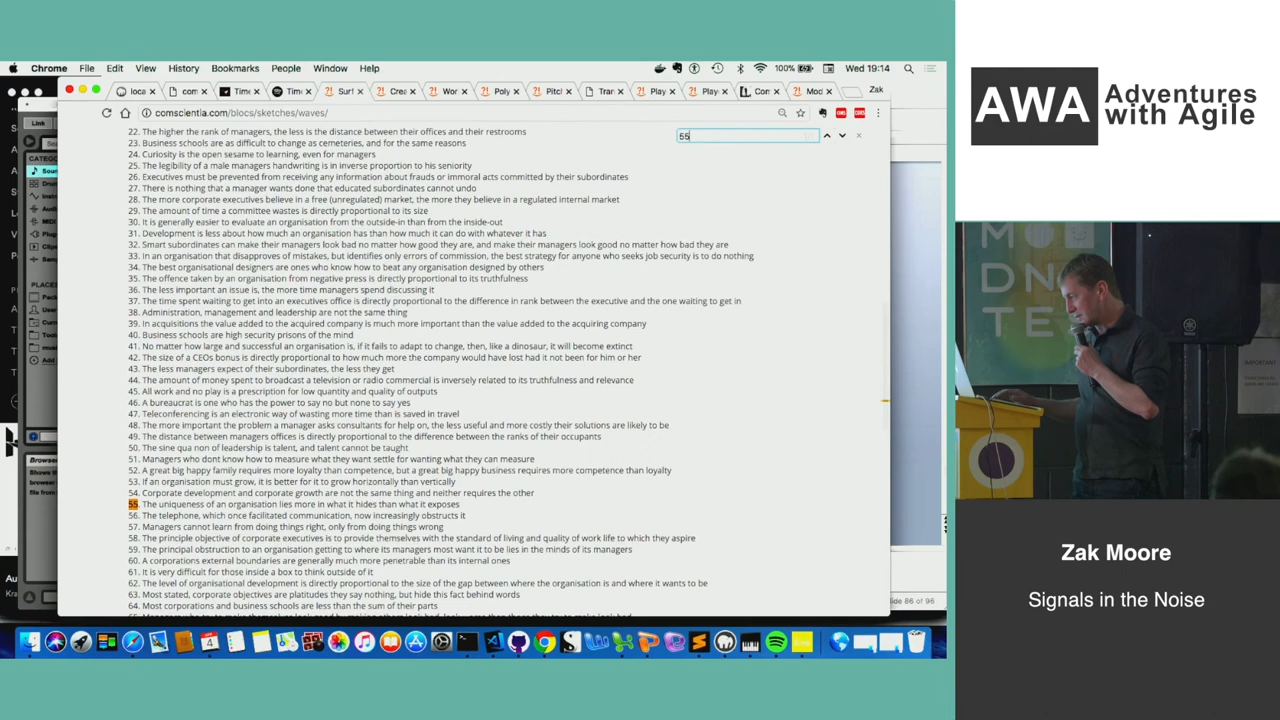 Chrome File Edit View History Bookmarks People Window Help 100% Wed 19:14
loca com Time Time Surf Crea Wor Poly Pitch Tran Play Play Play Com Mod Zak
comscientia.com/blocs/sketches/waves/
55
Link
CATEG
PLACES
22. The higher the rank of managers, the less is the distance between their offices and their restrooms
23. Business schools are as difficult to change as cemeteries, and for the same reasons
24. Curiosity is the open sesame to learning, even for managers
25. The legibility of a male managers handwriting is in inverse proportion to his seniority
26. Executives must be prevented from receiving any information about frauds or immoral acts committed by their subordinates
27. There is nothing that a manager wants done that educated subordinates cannot undo
28. The more corporate executives believe in a free (unregulated) market, the more they believe in a regulated internal market
29. The amount of time a committee wastes is directly proportional to its size
30. It is generally easier to evaluate an organisation from the outside-in than from the inside-out
31. Development is less about how much an organisation has than how much it can do with whatever it has
32. Smart subordinates can make their managers look bad no matter how good they are, and make their managers look good no matter how bad they are
33. In an organisation that disapproves of mistakes, but identifies only errors of commission, the best strategy for anyone who seeks job security is to do nothing
34. The best organisational designers are ones who know how to beat any organisation designed by others
35. The offence taken by an organisation from negative press is directly proportional to its truthfulness
36. The less important an issue is, the more time managers spend discussing it
37. The time spent waiting to get into an executives office is directly proportional to the difference in rank between the executive and the one waiting to get in
38. Administration, management and leadership are not the same thing
39. In acquisitions the value added to the acquired company is much more important than the value added to the acquiring company
40. Business schools are high security prisons of the mind
41. No matter how large and successful an organisation is, if it fails to adapt to change, then, like a dinosaur, it will become extinct
42. The size of a CEOs bonus is directly proportional to how much more the company would have lost had it not been for him or her
43. The less managers expect of their subordinates, the less they get
44. The amount of money spent to broadcast a television or radio commercial is inversely related to its truthfulness and relevance
45. All work and no play is a prescription for low quantity and quality of outputs
46. A bureaucrat is one who has the power to say no but none to say yes
47. Teleconferencing is an electronic way of wasting more time than is saved in travel
48. The more important the problem a manager asks consultants for help on, the less useful and more costly their solutions are likely to be
49. The distance between managers offices is directly proportional to the difference between the ranks of their occupants
50. The sine qua non of leadership is talent, and talent cannot be taught
51. Managers who dont know how to measure what they want settle for wanting what they can measure
52. A great big happy family requires more loyalty than competence, but a great big happy business requires more competence than loyalty
53. If an organisation must grow, it is better for it to grow horizontally than vertically
54. Corporate development and corporate growth are not the same thing and neither requires the other
55. The uniqueness of an organisation lies more in what it hides than what it exposes
56. The telephone, which once facilitated communication, now increasingly obstructs it
57. Managers cannot learn from doing things right, only from doing things wrong
58. The principle objective of corporate executives is to provide themselves with the standard of living and quality of work life to which they aspire
59. The principal obstruction to an organisation getting to where its managers most want it to be lies in the minds of its managers
60. A corporations external boundaries are generally much more penetrable than its internal ones
61. It is very difficult for those inside a box to think outside of it
62. The level of organisational development is directly proportional to the size of the gap between where the organisation is and where it wants to be
63. Most stated, corporate objectives are platitudes they say nothing, but hide this fact behind words
64. Most corporations and business schools are less than the sum of their parts
Slide 86 of 96
AWA Adventures
with Agile
Zak Moore
Signals in the Noise